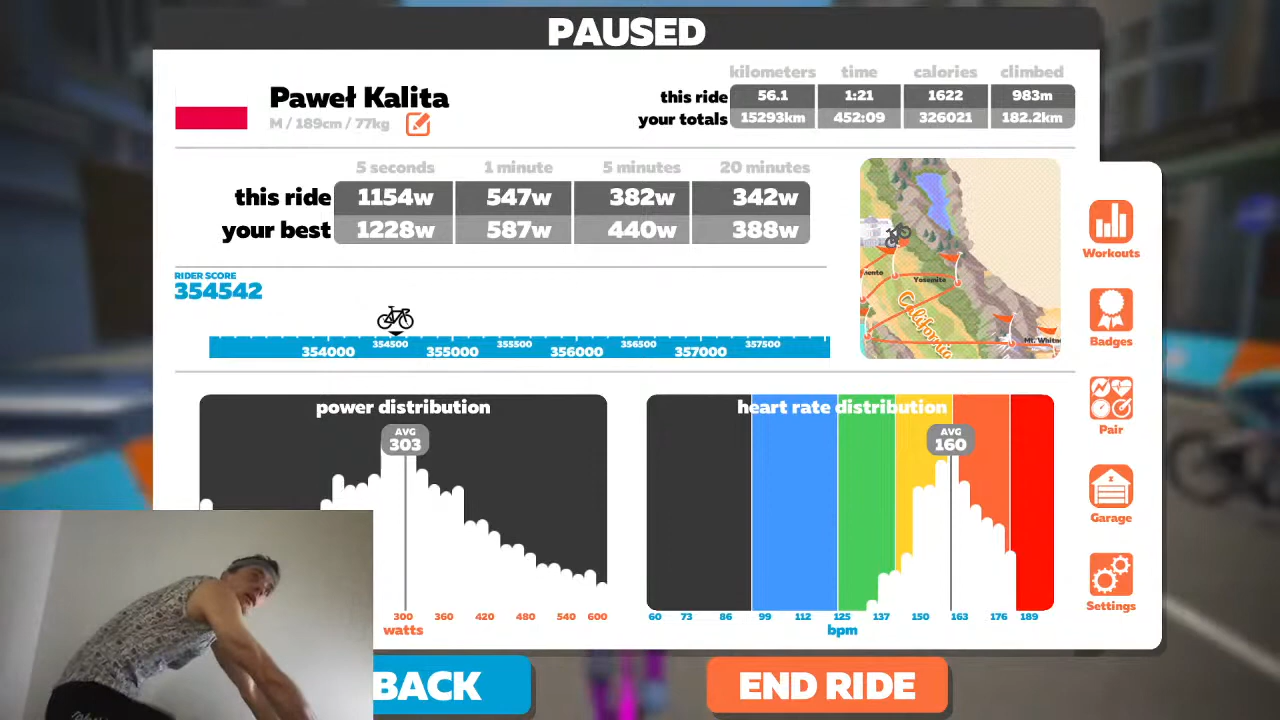 PAUSED
kilometers time calories climbed
Paweł Kalita
M / 189cm / 77kg
this ride 56.1 1:21 1622 983m
your totals 15293km 452:09 326021 182.2km
5 seconds 1 minute 5 minutes 20 minutes
this ride 1154w 547w 382w 342w
your best 1228w 587w 440w 388w
RIDER SCORE
354542
354000 354500 355000 355500 356000 356500 357000 357500
Yosemite
California
Workouts
Badges
Pair
Garage
Settings
power distribution
AVG
303
300 360 420 480 540 600
watts
heart rate distribution
AVG
160
60 73 86 99 112 125 137 150 163 176 189
bpm
BACK
END RIDE